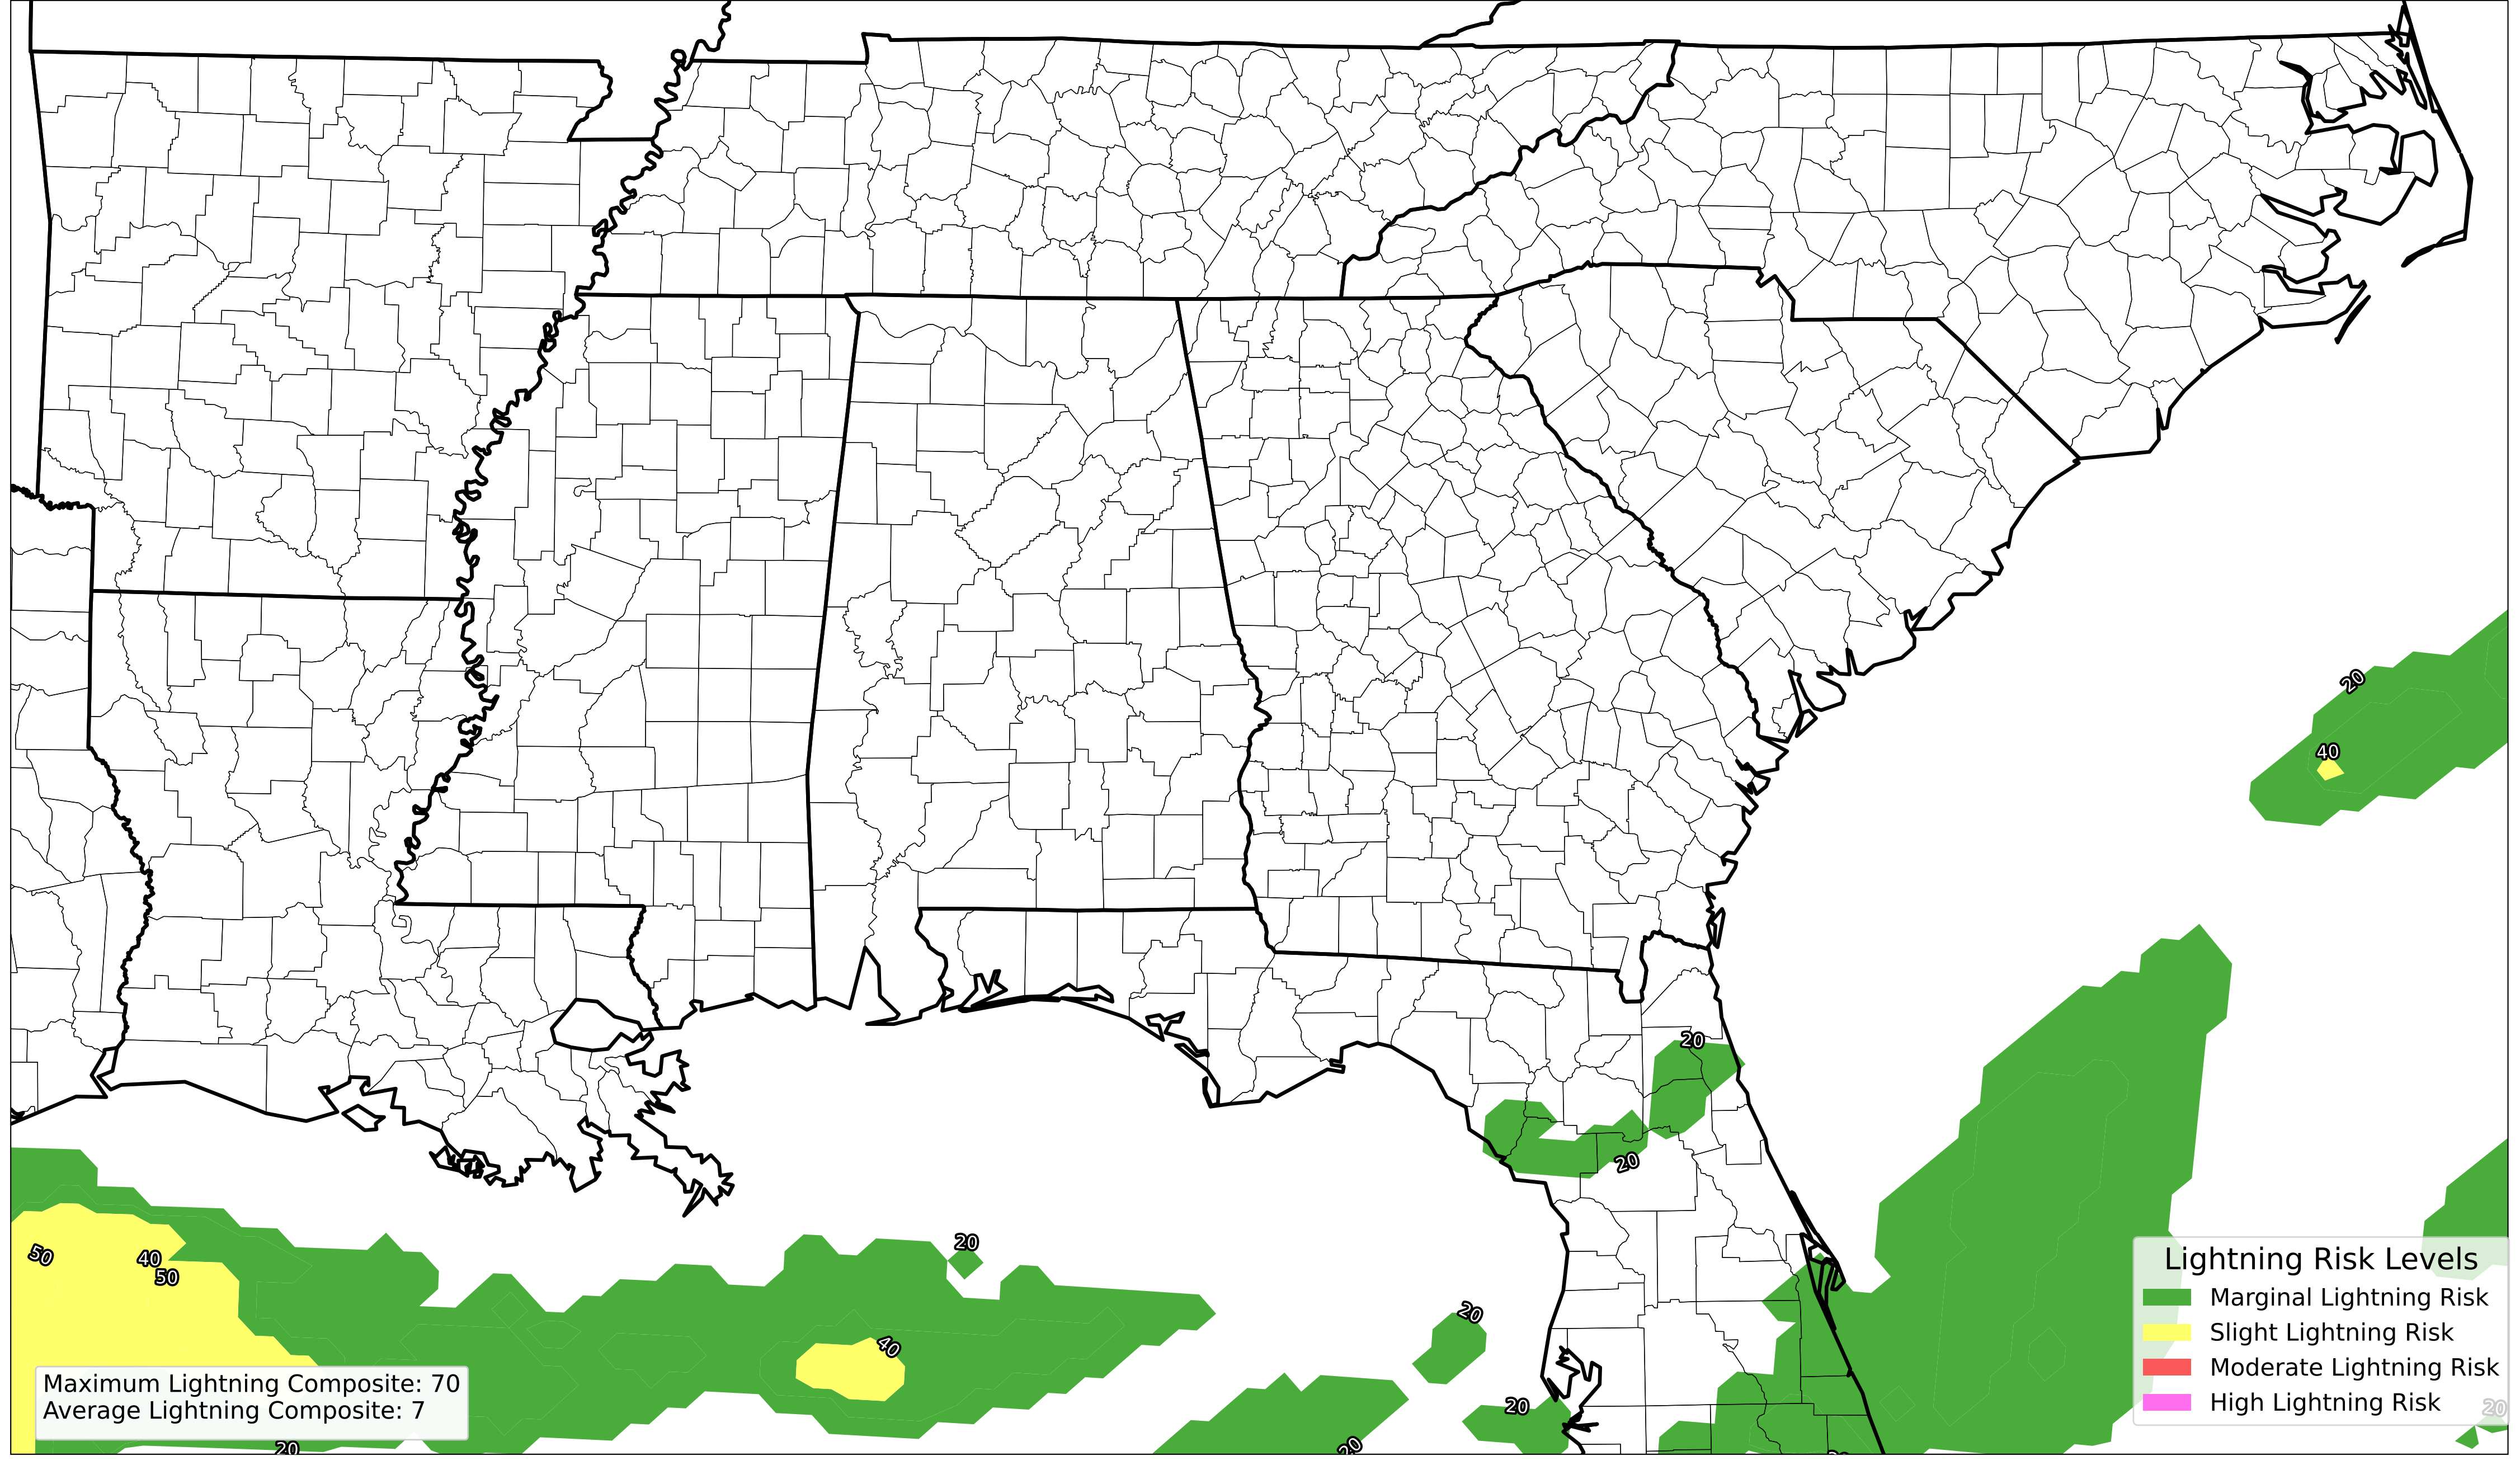 20
40
20
20
50
40
50
20
40
20
20
20
20
20
Lightning Risk Levels
Marginal Lightning Risk
Slight Lightning Risk
Moderate Lightning Risk
High Lightning Risk
Maximum Lightning Composite: 70
Average Lightning Composite: 7